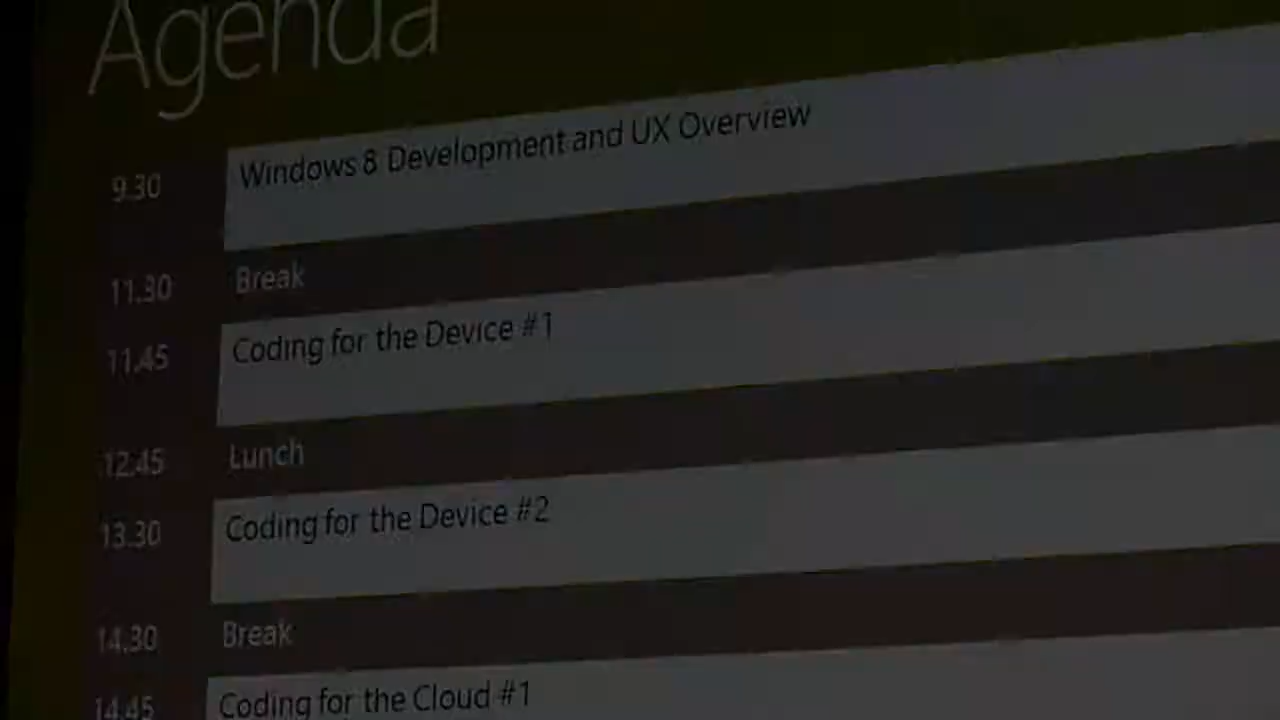 Agenda
9.30 Windows 8 Development and UX Overview
11.30 Break
11.45 Coding for the Device #1
12.45 Lunch
13.30 Coding for the Device #2
14.30 Break
14.45 Coding for the Cloud #1